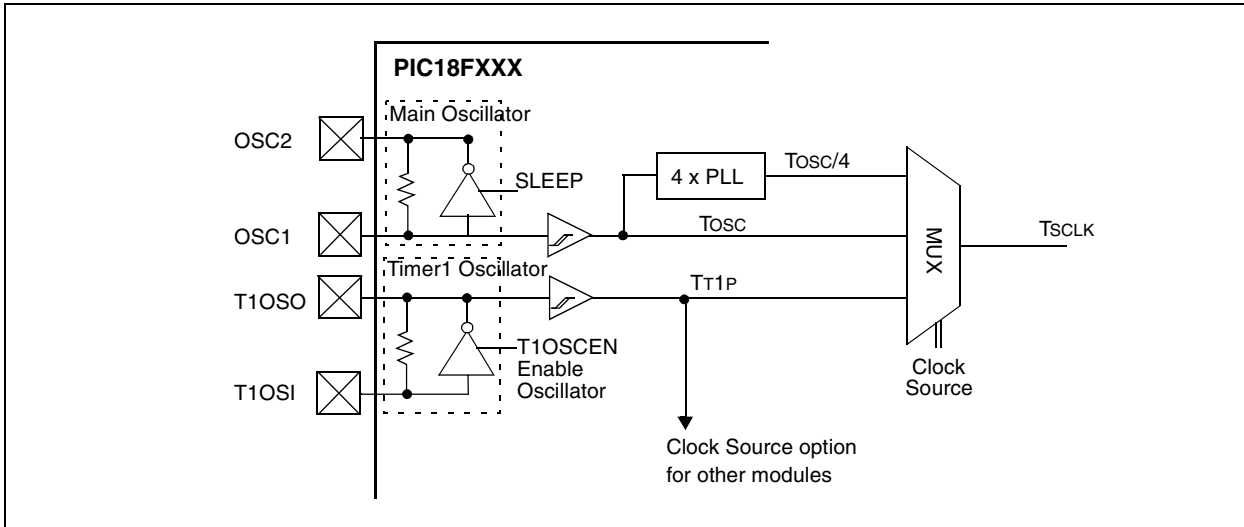 PIC18FXXX
Main Oscillator
OSC2
SLEEP
4 x PLL
TOSC/4
OSC1
TOSC
MUX
TSCLK
Timer1 Oscillator
T1OSO
TT1P
T1OSCEN
Enable
Oscillator
T1OSI
Clock
Source
Clock Source option
for other modules